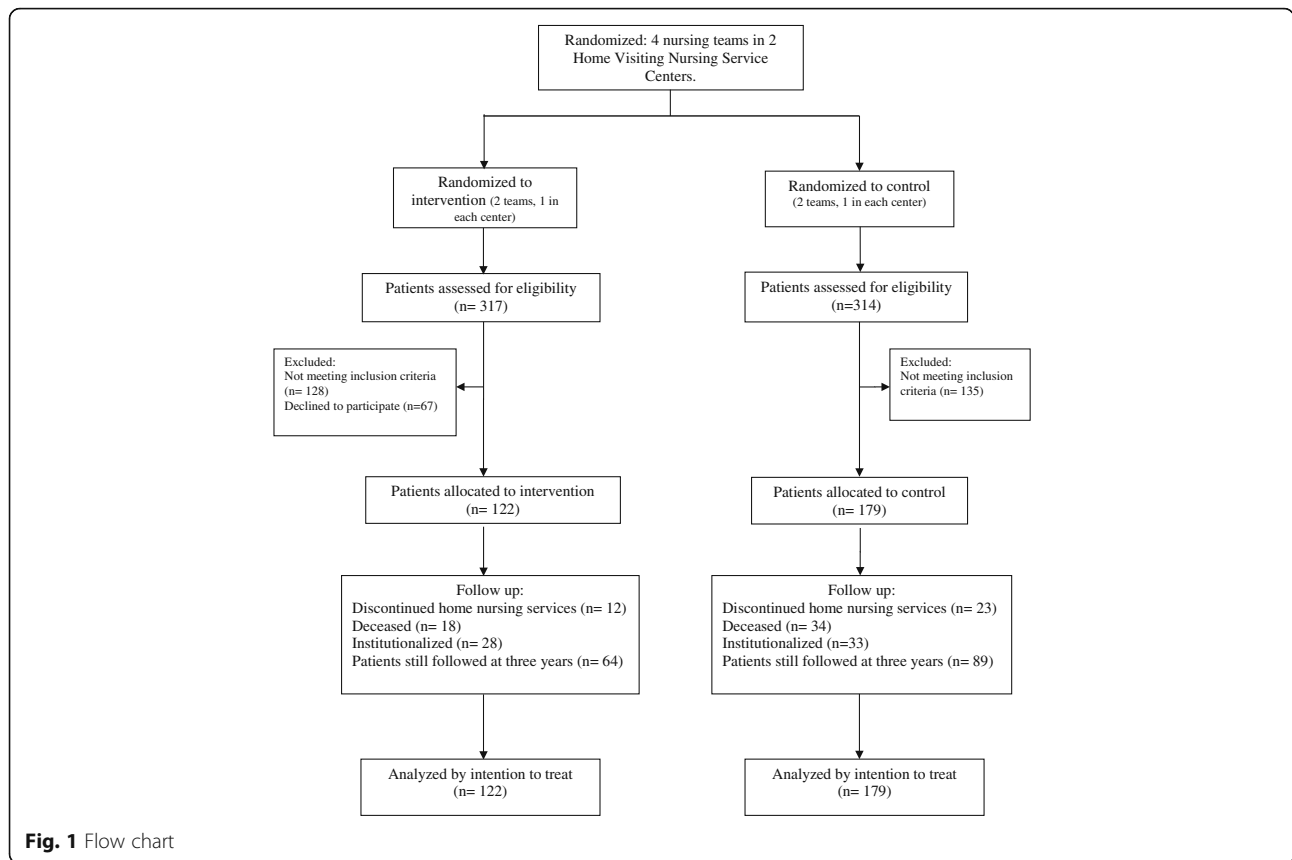 Randomized: 4 nursing teams in 2
Home Visiting Nursing Service
Centers.
Randomized to
intervention (2 teams, 1 in
each center)
Randomized to control
(2 teams, 1 in each center)
Patients assessed for eligibility
(n= 317)
Patients assessed for eligibility
(n=314)
Excluded:
Not meeting inclusion criteria
(n= 128)
Declined to participate (n=67)
Excluded:
Not meeting inclusion
criteria (n= 135)
Patients allocated to intervention
(n= 122)
Patients allocated to control
(n= 179)
Follow up:
Discontinued home nursing services (n= 12)
Deceased (n= 18)
Institutionalized (n= 28)
Patients still followed at three years (n= 64)
Follow up:
Discontinued home nursing services (n= 23)
Deceased (n= 34)
Institutionalized (n=33)
Patients still followed at three years (n= 89)
Analyzed by intention to treat
(n= 122)
Analyzed by intention to treat
(n= 179)
Fig. 1 Flow chart